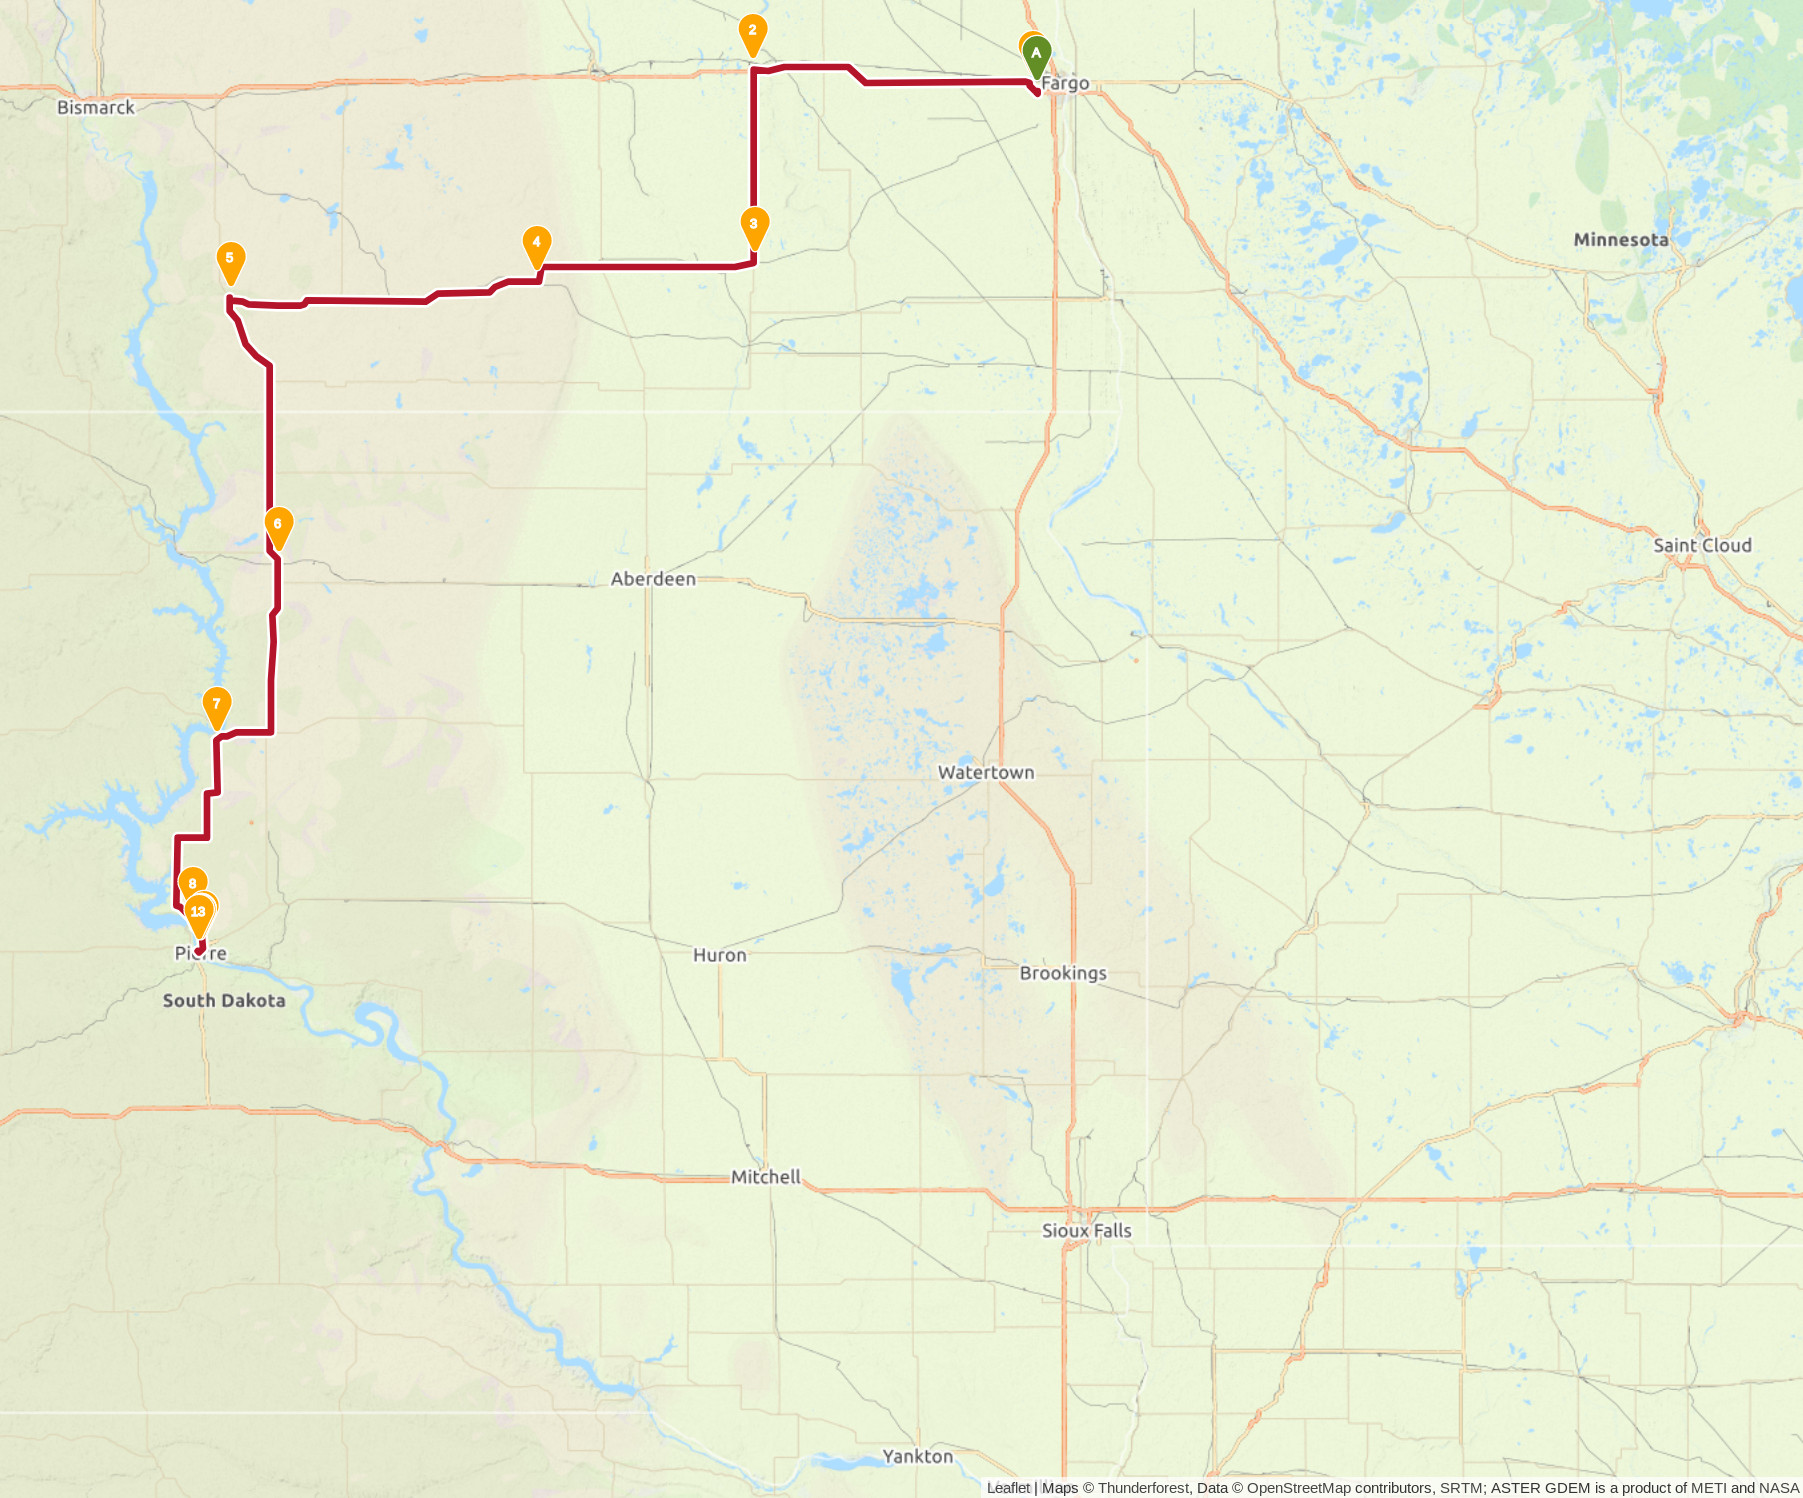 2
A
Fargo
Bismarck
3
Minnesota
4
5
6
Saint Cloud
Aberdeen
7
Watertown
8
13
Pierre
Huron
Brookings
South Dakota
Mitchell
Sioux Falls
Yankton
Leaflet | Maps © Thunderforest, Data © OpenStreetMap contributors, SRTM; ASTER GDEM is a product of METI and NASA